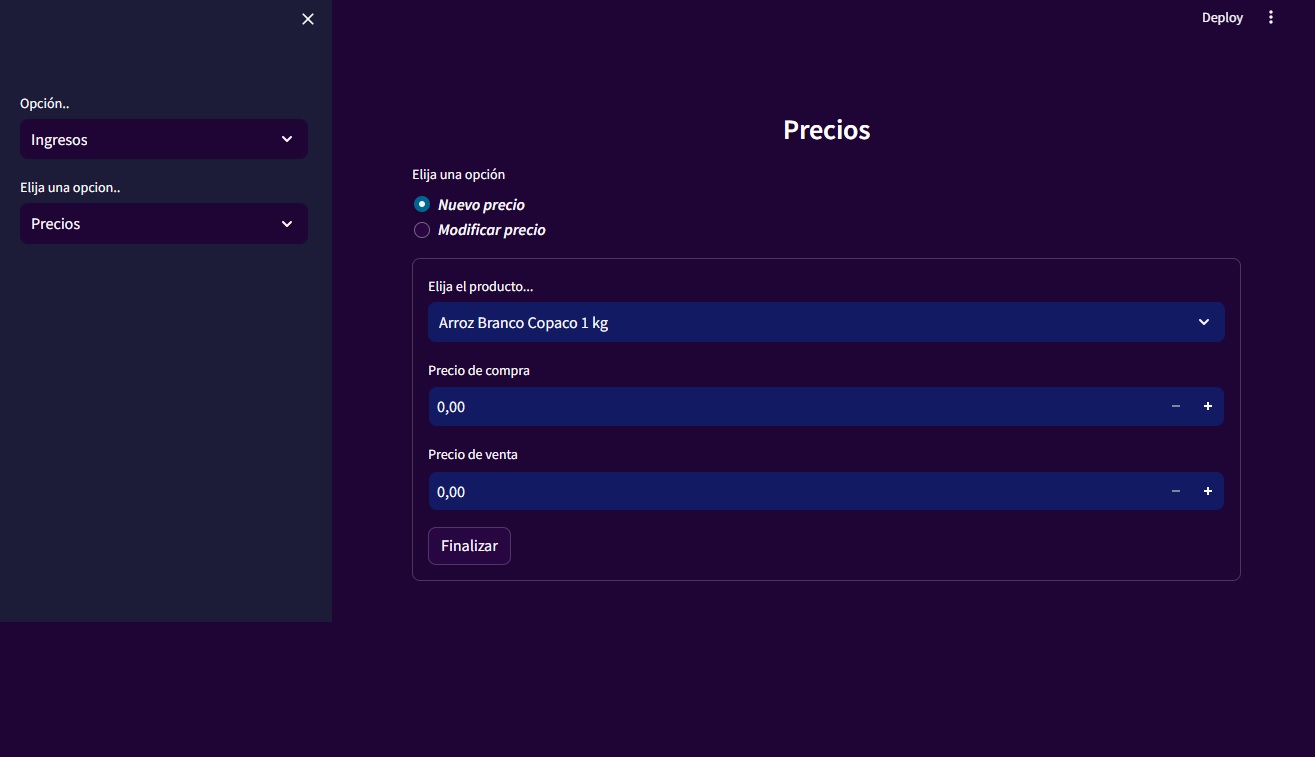 Deploy
Opción..
Ingresos
Elija una opcion..
Precios
Precios
Elija una opción
Nuevo precio
Modificar precio
Elija el producto...
Arroz Branco Copaco 1 kg
Precio de compra
0,00
Precio de venta
0,00
Finalizar